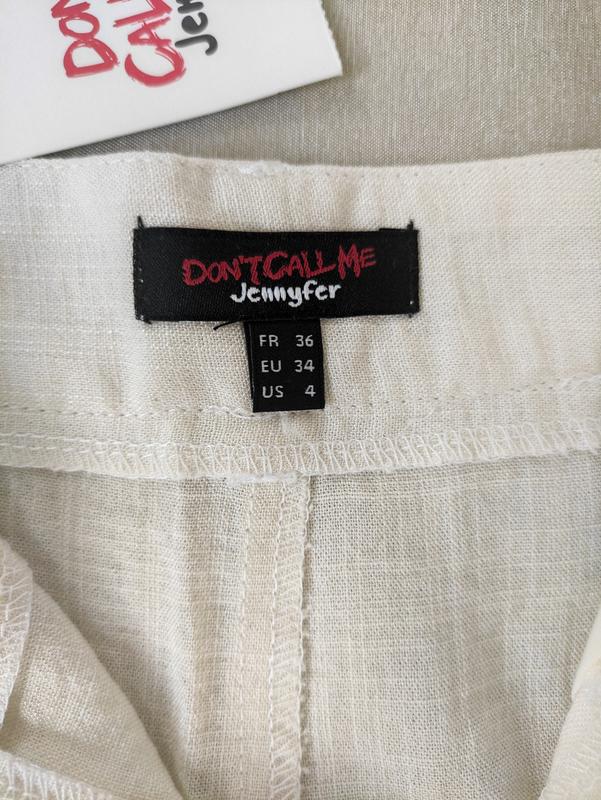 DON'T CALL ME
Jennyfer
FR 36
EU 34
US 4